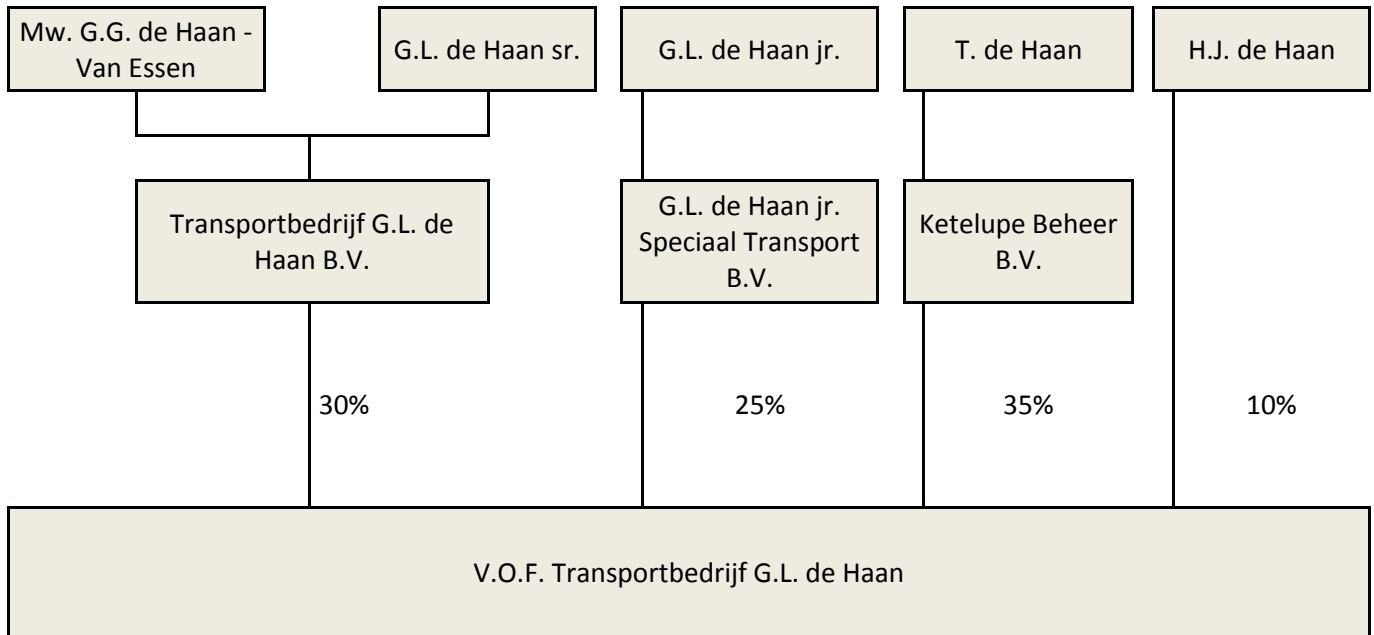 Mw. G.G. de Haan -
Van Essen
G.L. de Haan sr.
G.L. de Haan jr.
T. de Haan
H.J. de Haan
Transportbedrijf G.L. de
Haan B.V.
G.L. de Haan jr.
Speciaal Transport
B.V.
Ketelupe Beheer
B.V.
30%
25%
35%
10%
V.O.F. Transportbedrijf G.L. de Haan